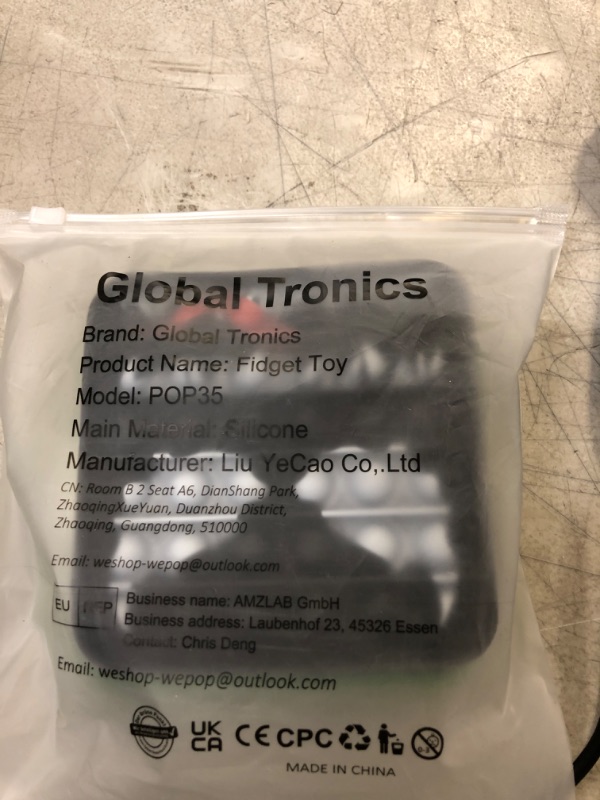 Global Tronics
Brand: Global Tronics
Product Name: Fidget Toy
Model: POP35
Main Material: Silicone
Manufacturer: Liu YeCao Co,.Ltd
CN: Room B 2 Seat A6, DianShang Park,
ZhaoqingXueYuan, Duanzhou District,
Zhaoqing, Guangdong, 510000
Email: weshop-wepop@outlook.com
EU REP
Business name: AMZLAB GmbH
Business address: Laubenhof 23, 45326 Essen
Contact: Chris Deng
Email: weshop-wepop@outlook.com
UK
CA
CE CPC
0-3
MADE IN CHINA